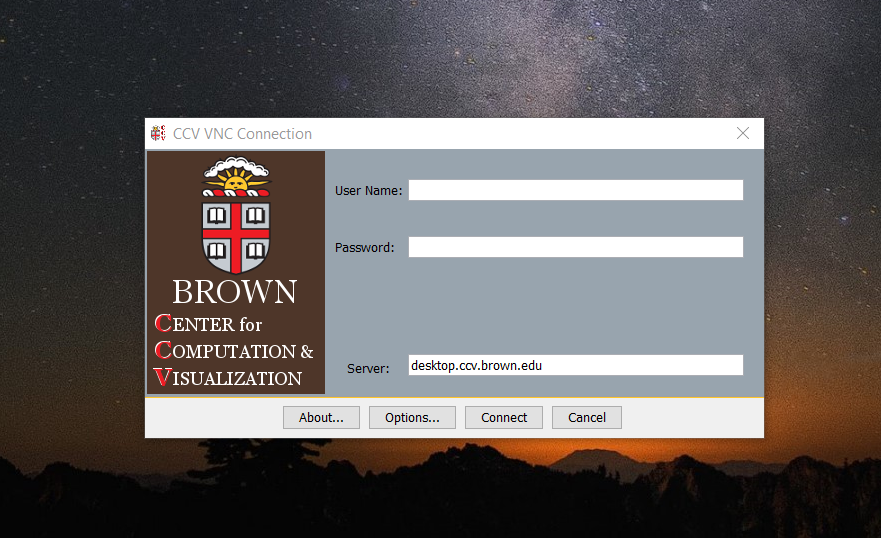 CCV VNC Connection
BROWN
CENTER for
COMPUTATION &
VISUALIZATION
User Name:
Password:
Server: desktop.ccv.brown.edu
About... Options... Connect Cancel